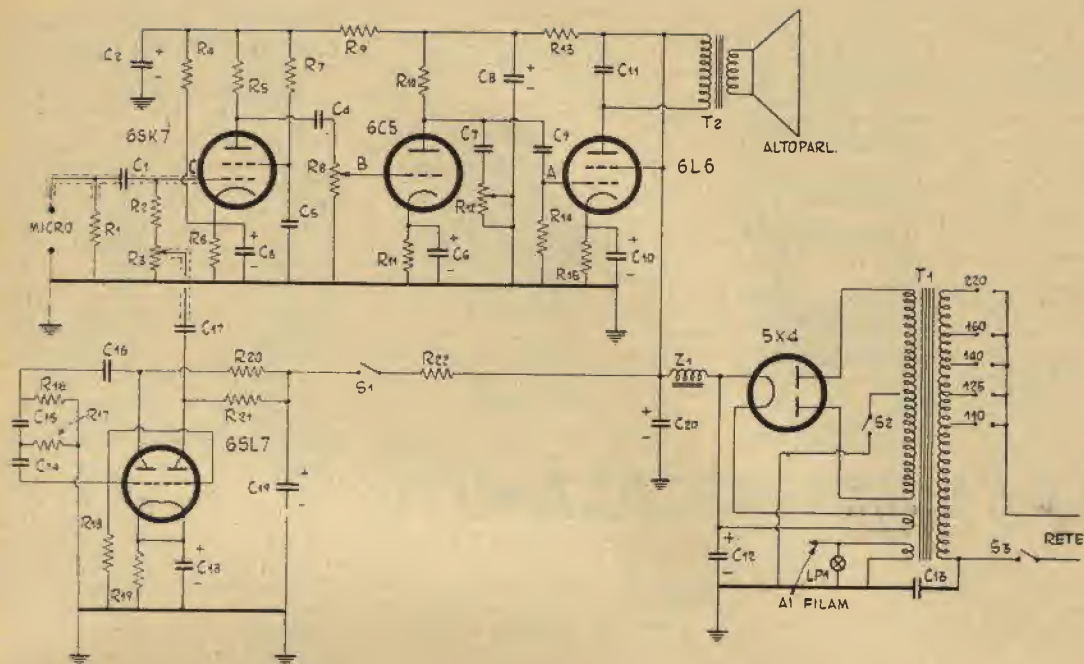 C2
+
-
R4
R5
R7
R9
R10
C8
+
-
R13
C11
T2
ALTOPARL.
6SK7
C4
6C5
C7
C9
6L6
C1
C
R8
B
R12
A
MICRO
R1
R2
R3
R6
+
-
C3
C5
R11
+
-
C6
R14
R15
+
-
C10
C17
C16
R20
S1
R22
Z1
5X4
T1
220
160
140
125
110
R16
C15
R17
C14
R21
6SL7
+
-
C20
S2
C19
+
-
R18
R19
+
-
C18
+
-
C12
LP1
AI FILAM
C13
S3
RETE